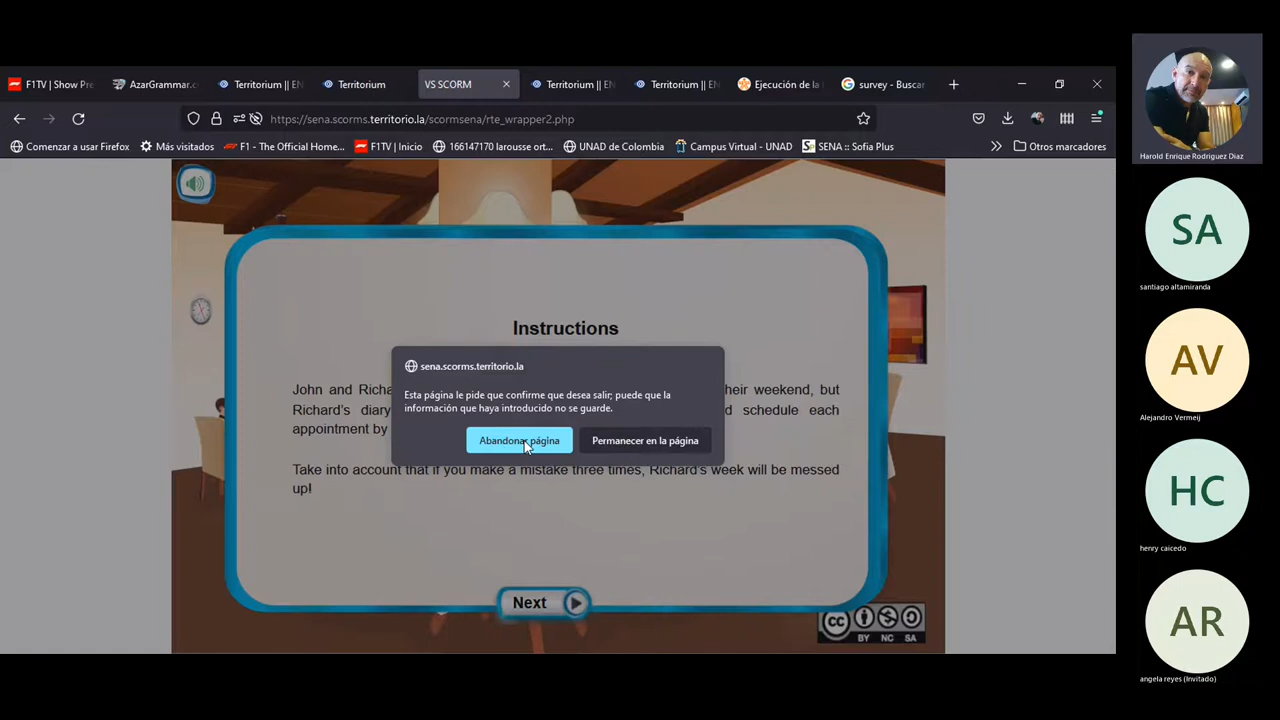 F1TV | Show Pre
AzarGrammar.c
Territorium || EN
Territorium
VS SCORM
Territorium || EN
Territorium || EN
Ejecución de la
survey - Buscar
https://sena.scorms.territorio.la/scormsena/rte_wrapper2.php
Comenzar a usar Firefox
Más visitados
F1 - The Official Home...
F1TV | Inicio
166147170 larousse ort...
UNAD de Colombia
Campus Virtual - UNAD
SENA :: Sofia Plus
Otros marcadores
Instructions
sena.scorms.territorio.la
Esta página le pide que confirme que desea salir; puede que la
información que haya introducido no se guarde.
Abandonar página
Permanecer en la página
John and Richa
heir weekend, but
Richard's diary
d schedule each
appointment by
Take into account that if you make a mistake three times, Richard's week will be messed
up!
Next
cc
BY NC SA
Harold Enrique Rodriguez Diaz
SA
santiago altamiranda
AV
Alejandro Vermeij
HC
henry caicedo
AR
angela reyes (Invitado)